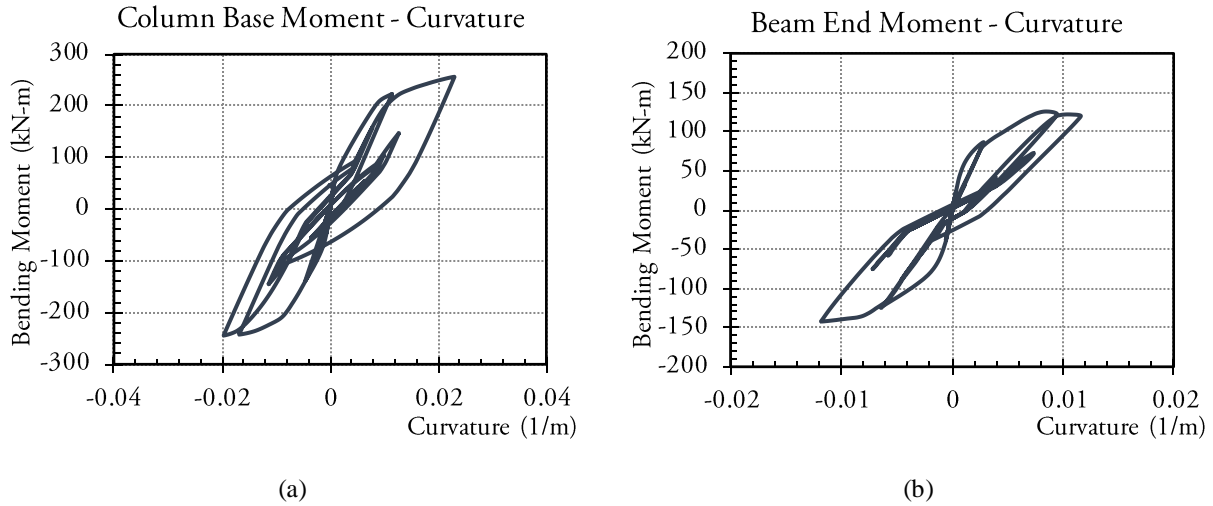 Column Base Moment - Curvature
300
200
100
0
-100
-200
-300
Bending Moment (kN-m)
-0.04 -0.02 0 0.02 0.04
Curvature (1/m)
(a)
Beam End Moment - Curvature
200
150
100
50
0
-50
-100
-150
-200
Bending Moment (kN-m)
-0.02 -0.01 0 0.01 0.02
Curvature (1/m)
(b)